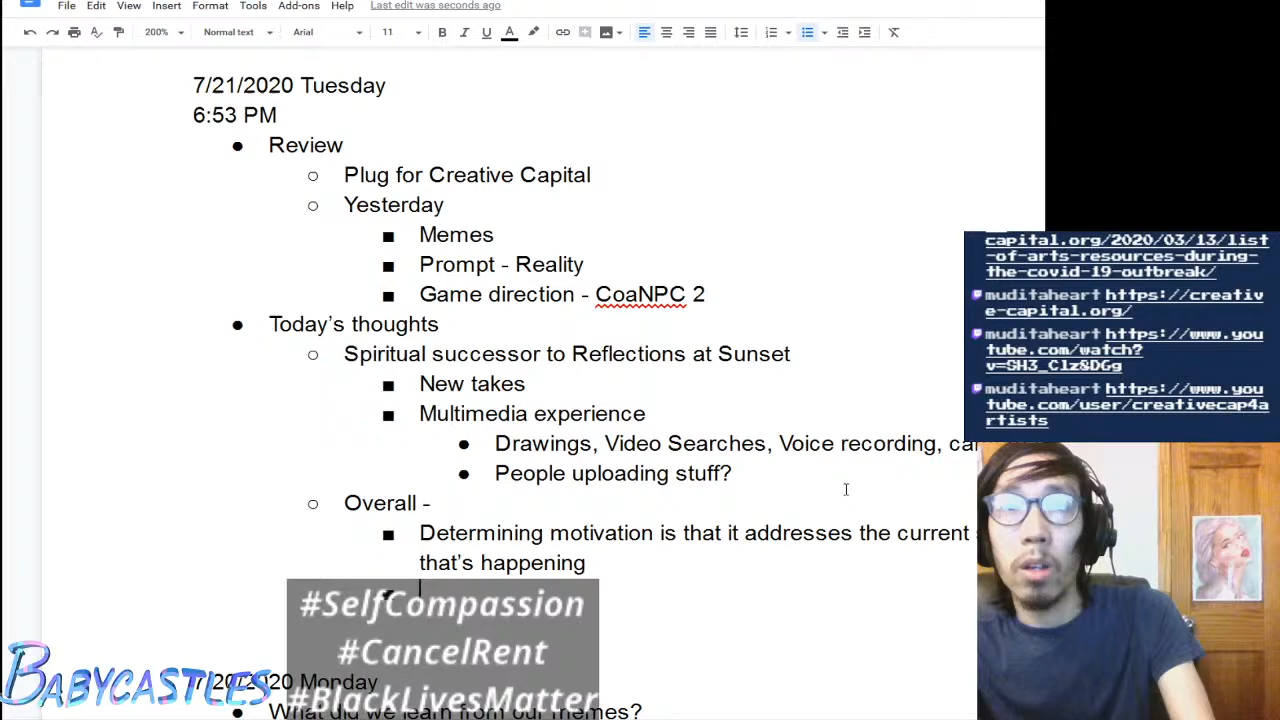 File Edit View Insert Format Tools Add-ons Help Last edit was seconds ago
200% Normal text Arial 11 B I U A
7/21/2020 Tuesday
6:53 PM
● Review
○ Plug for Creative Capital
○ Yesterday
■ Memes
■ Prompt - Reality
■ Game direction - CoaNPC 2
● Today's thoughts
○ Spiritual successor to Reflections at Sunset
■ New takes
■ Multimedia experience
● Drawings, Video Searches, Voice recording,
● People uploading stuff?
○ Overall -
■ Determining motivation is that it addresses the current
that's happening
#SelfCompassion
#CancelRent
#BlackLivesMatter
BABYCASTLES
7/20/2020 Monday
● What did we learn from our memes?
capital.org/2020/03/13/list
-of-arts-resources-during-
the-covid-19-outbreak/
muditaheart https://creativ
e-capital.org/
muditaheart https://www.you
tube.com/watch?
v=SH3_Clz&DGg
muditaheart https://www.you
tube.com/user/creativecap4a
rtists